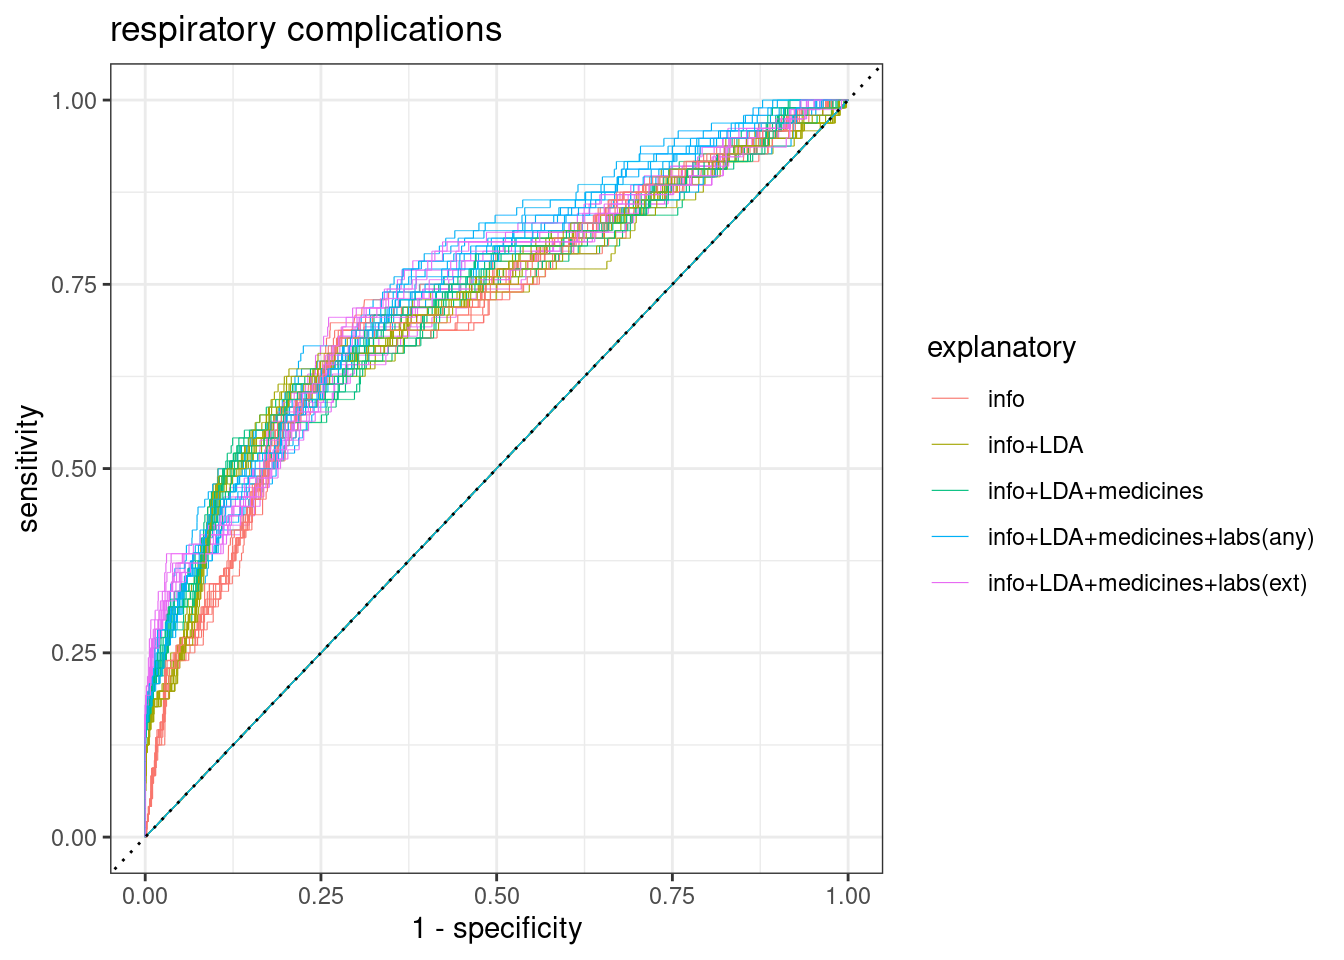 respiratory complications
1.00
0.75
0.50
0.25
0.00
sensitivity
0.00 0.25 0.50 0.75 1.00
1 - specificity
explanatory
info
info+LDA
info+LDA+medicines
info+LDA+medicines+labs(any)
info+LDA+medicines+labs(ext)